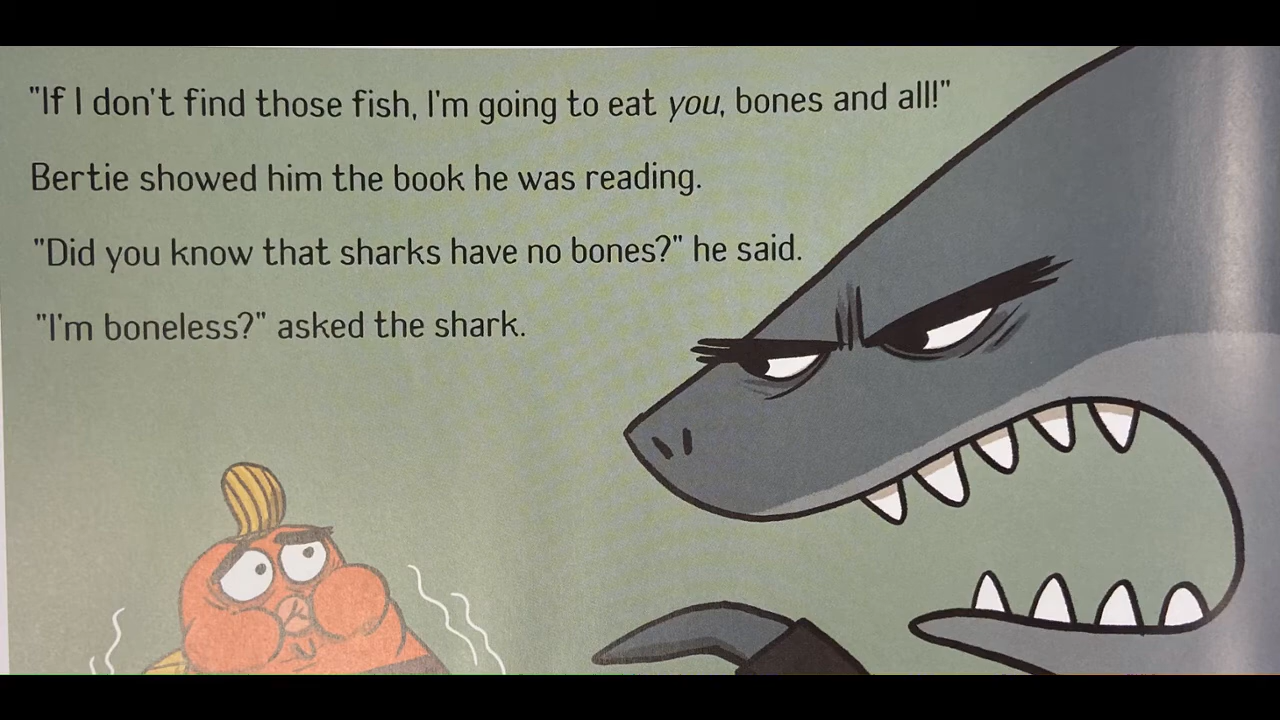 "If I don't find those fish, I'm going to eat you, bones and all!"
Bertie showed him the book he was reading.
"Did you know that sharks have no bones?" he said.
"I'm boneless?" asked the shark.